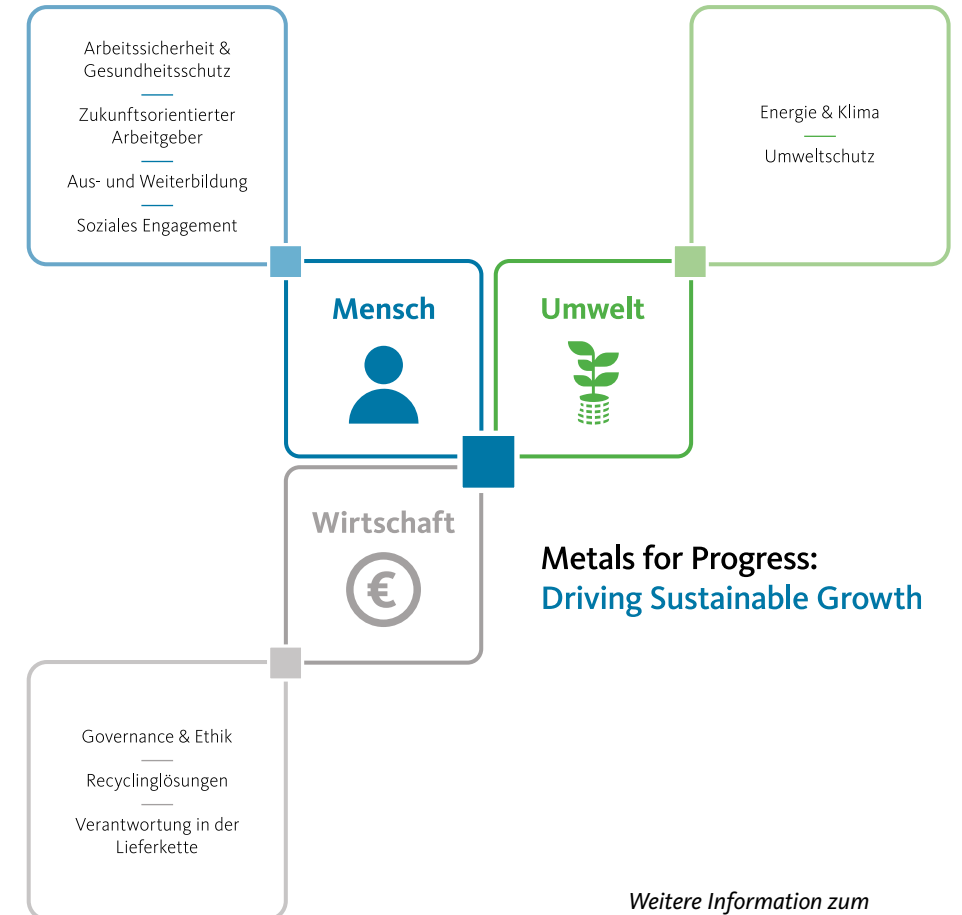 Arbeitssicherheit &
Gesundheitsschutz
Zukunftsorientierter
Arbeitgeber
Aus- und Weiterbildung
Soziales Engagement
Energie & Klima
Umweltschutz
Mensch
Umwelt
Wirtschaft
€
Metals for Progress:
Driving Sustainable Growth
Governance & Ethik
Recyclinglösungen
Verantwortung in der
Lieferkette
Weitere Information zum